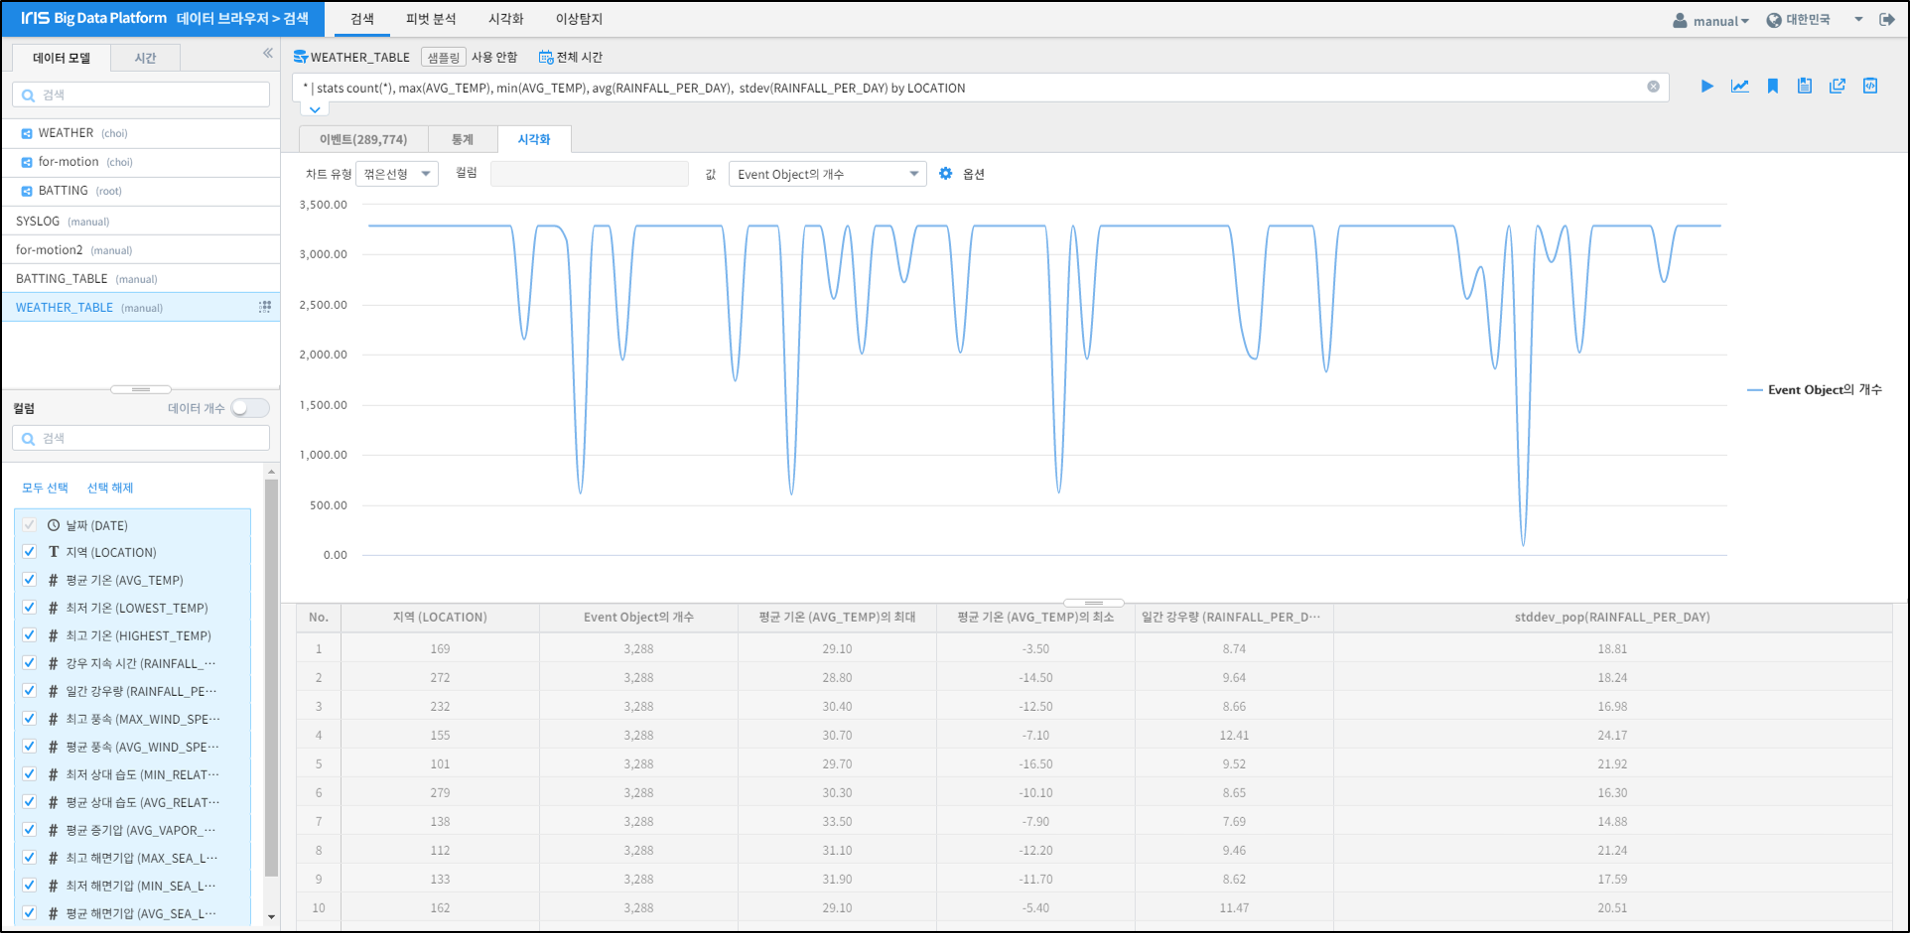 IRIS Big Data Platform 데이터 브라우저 > 검색
검색 피벗 분석 시각화 이상탐지
manual 대한민국
데이터 모델 시간
검색
WEATHER (choi)
for-motion (choi)
BATTING (root)
SYSLOG (manual)
for-motion2 (manual)
BATTING_TABLE (manual)
WEATHER_TABLE (manual)
컬럼 데이터 개수
검색
모두 선택 선택 해제
날짜 (DATE)
T 지역 (LOCATION)
# 평균 기온 (AVG_TEMP)
# 최저 기온 (LOWEST_TEMP)
# 최고 기온 (HIGHEST_TEMP)
# 강우 지속 시간 (RAINFALL_···
# 일간 강우량 (RAINFALL_PE···
# 최고 풍속 (MAX_WIND_SPE···
# 평균 풍속 (AVG_WIND_SPE···
# 최저 상대 습도 (MIN_RELAT···
# 평균 상대 습도 (AVG_RELAT···
# 평균 증기압 (AVG_VAPOR_···
# 최고 해면기압 (MAX_SEA_L···
# 최저 해면기압 (MIN_SEA_L···
# 평균 해면기압 (AVG_SEA_L···
WEATHER_TABLE 샘플링 사용 안함 전체 시간
* | stats count(*), max(AVG_TEMP), min(AVG_TEMP), avg(RAINFALL_PER_DAY), stdev(RAINFALL_PER_DAY) by LOCATION
이벤트(289,774) 통계 시각화
차트 유형 꺾은선형 컬럼 값 Event Object의 개수 옵션
3,500.00
3,000.00
2,500.00
2,000.00
1,500.00
1,000.00
500.00
0.00
Event Object의 개수
No. 지역 (LOCATION) Event Object의 개수 평균 기온 (AVG_TEMP)의 최대 평균 기온 (AVG_TEMP)의 최소 일간 강우량 (RAINFALL_PER_D··· stddev_pop(RAINFALL_PER_DAY)
1 169 3,288 29.10 -3.50 8.74 18.81
2 272 3,288 28.80 -14.50 9.64 18.24
3 232 3,288 30.40 -12.50 8.66 16.98
4 155 3,288 30.70 -7.10 12.41 24.17
5 101 3,288 29.70 -16.50 9.52 21.92
6 279 3,288 30.30 -10.10 8.65 16.30
7 138 3,288 33.50 -7.90 7.69 14.88
8 112 3,288 31.10 -12.20 9.46 21.24
9 133 3,288 31.90 -11.70 8.62 17.59
10 162 3,288 29.10 -5.40 11.47 20.51